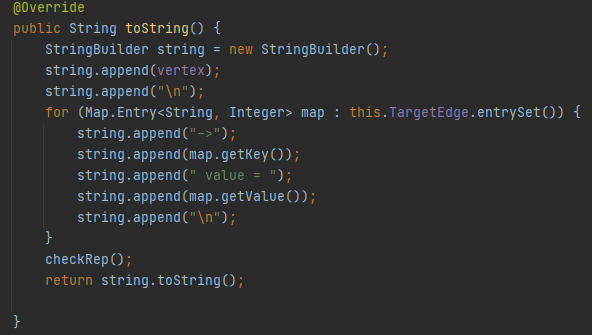 @Override
public String toString() {
    StringBuilder string = new StringBuilder();
    string.append(vertex);
    string.append("\n");
    for (Map.Entry<String, Integer> map : this.TargetEdge.entrySet()) {
        string.append("->");
        string.append(map.getKey());
        string.append(" value = ");
        string.append(map.getValue());
        string.append("\n");
    }
    checkRep();
    return string.toString();
}